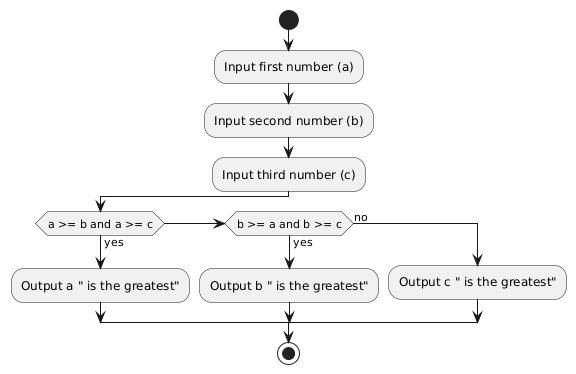 Input first number (a)
Input second number (b)
Input third number (c)
a >= b and a >= c
yes
b >= a and b >= c
yes
no
Output a " is the greatest"
Output b " is the greatest"
Output c " is the greatest"